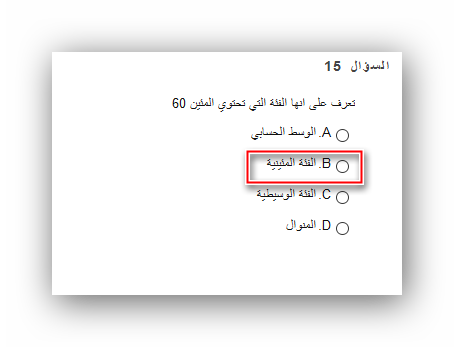 السؤال 15
تعرف على انها الفئة التي تحتوي المئين 60
A. الوسط الحسابي
B. الفئة المئينية
C. الفئة الوسيطية
D. المنوال